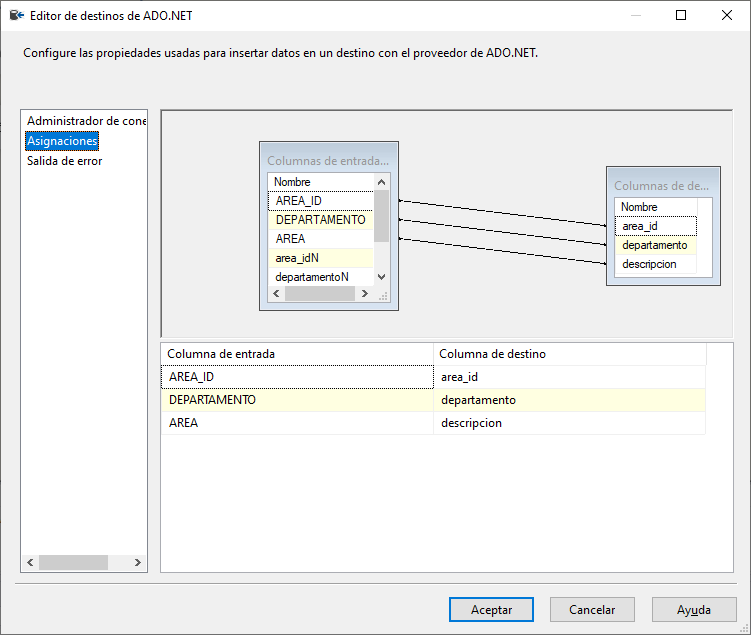 Editor de destinos de ADO.NET
Configure las propiedades usadas para insertar datos en un destino con el proveedor de ADO.NET.
Administrador de cone
Asignaciones
Salida de error
Columnas de entrada...
Nombre
AREA_ID
DEPARTAMENTO
AREA
area_idN
departamentoN
Columnas de de...
Nombre
area_id
departamento
descripcion
Columna de entrada Columna de destino
AREA_ID area_id
DEPARTAMENTO departamento
AREA descripcion
Aceptar Cancelar Ayuda